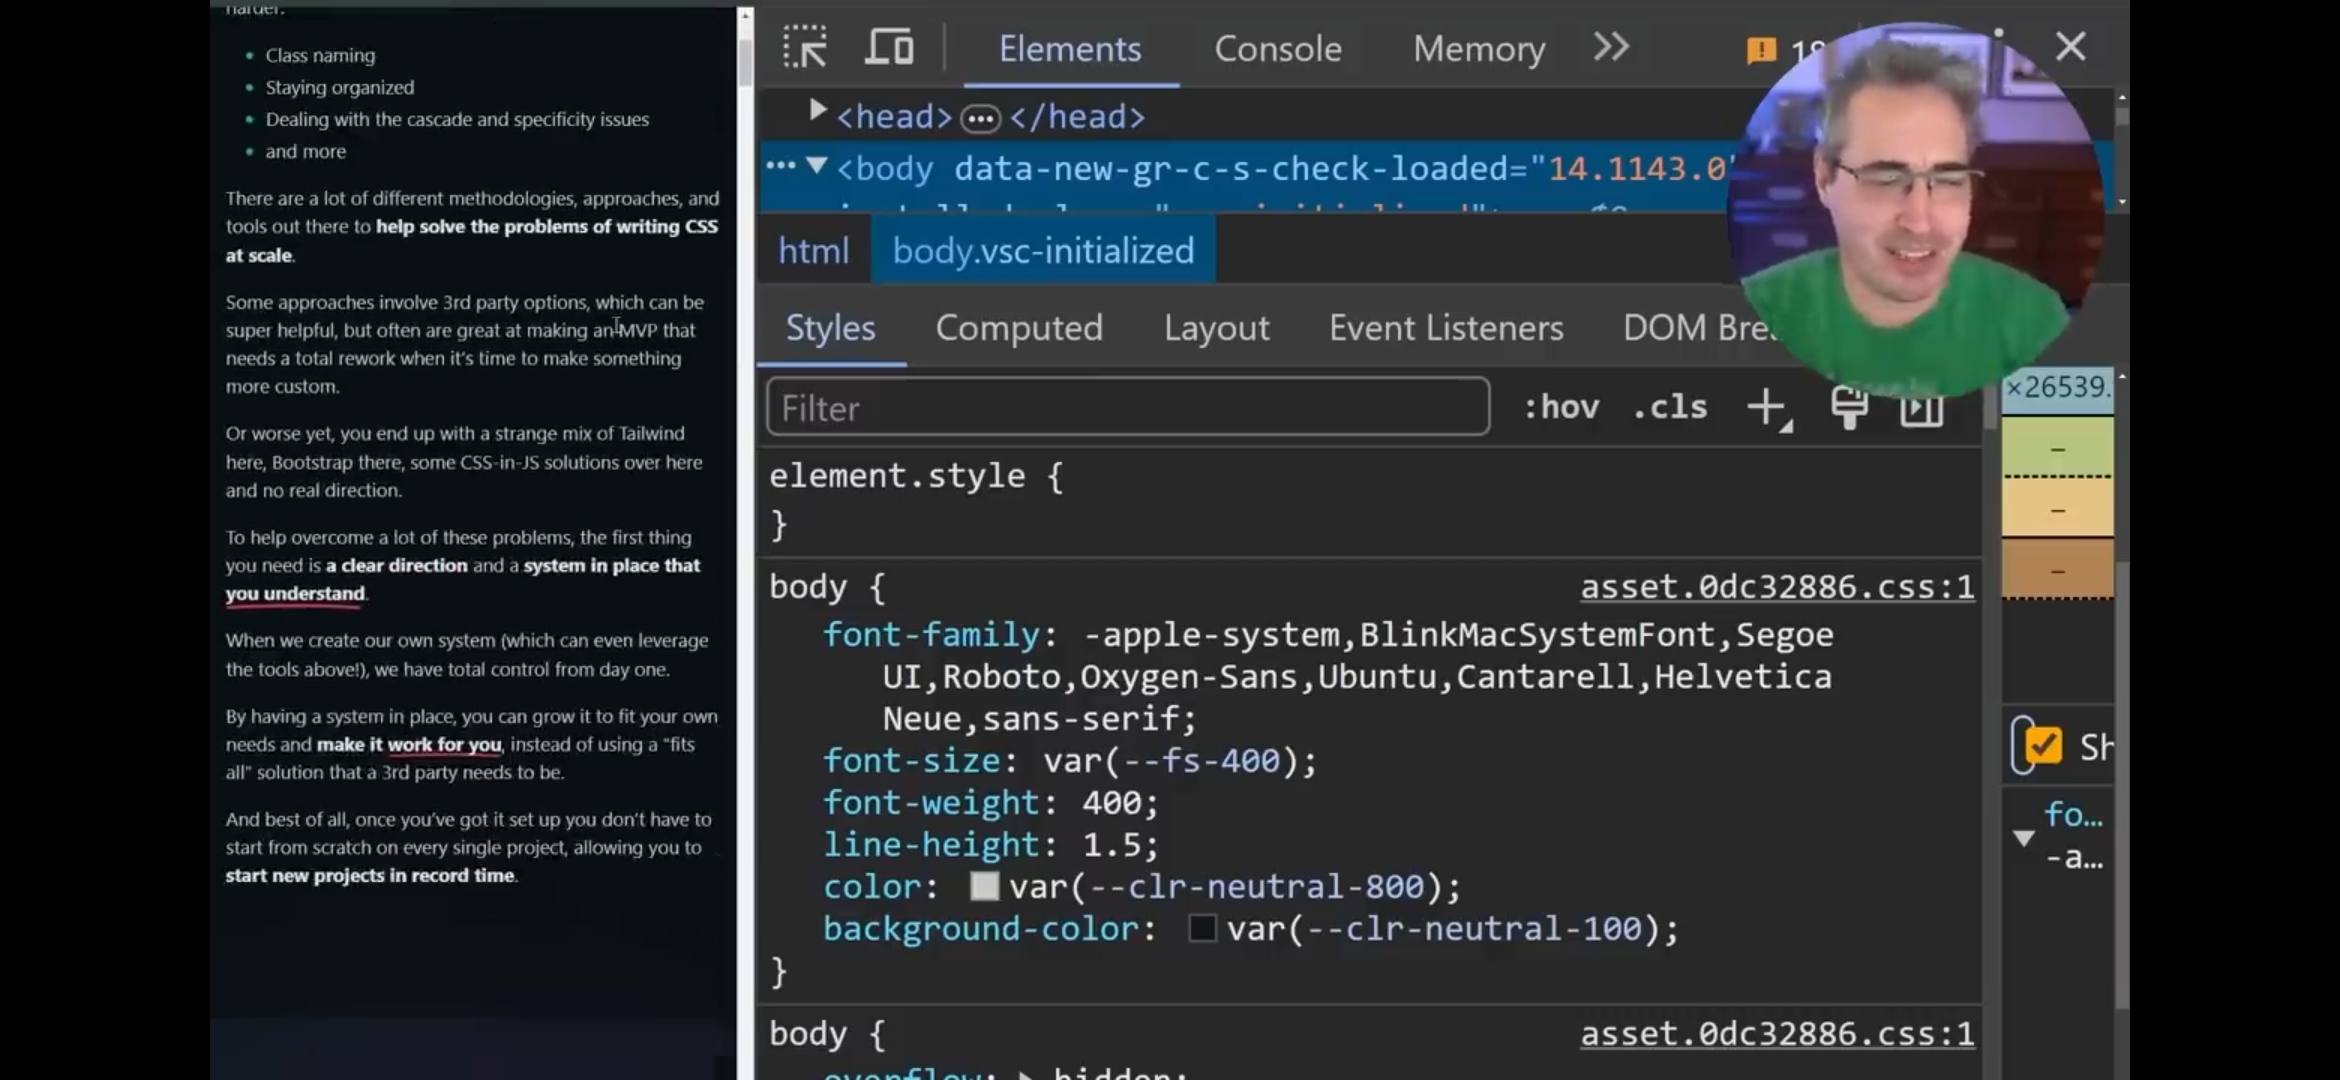 harder.
Class naming
Staying organized
Dealing with the cascade and specificity issues
and more
There are a lot of different methodologies, approaches, and
tools out there to help solve the problems of writing CSS
at scale.
Some approaches involve 3rd party options, which can be
super helpful, but often are great at making an MVP that
needs a total rework when it's time to make something
more custom.
Or worse yet, you end up with a strange mix of Tailwind
here, Bootstrap there, some CSS-in-JS solutions over here
and no real direction.
To help overcome a lot of these problems, the first thing
you need is a clear direction and a system in place that
you understand.
When we create our own system (which can even leverage
the tools above!), we have total control from day one.
By having a system in place, you can grow it to fit your own
needs and make it work for you, instead of using a "fits
all" solution that a 3rd party needs to be.
And best of all, once you've got it set up you don't have to
start from scratch on every single project, allowing you to
start new projects in record time.
Elements Console Memory
<head> ••• </head>
••• <body data-new-gr-c-s-check-loaded="14.1143.0"
html body.vsc-initialized
Styles Computed Layout Event Listeners DOM Brea
Filter :hov .cls
element.style {
}
body { asset.0dc32886.css:1
font-family: -apple-system,BlinkMacSystemFont,Segoe
UI,Roboto,Oxygen-Sans,Ubuntu,Cantarell,Helvetica
Neue,sans-serif;
font-size: var(--fs-400);
font-weight: 400;
line-height: 1.5;
color: var(--clr-neutral-800);
background-color: var(--clr-neutral-100);
}
body { asset.0dc32886.css:1
overflow: hidden;
×26539.
–
–
–
Sh
fo…
-a…